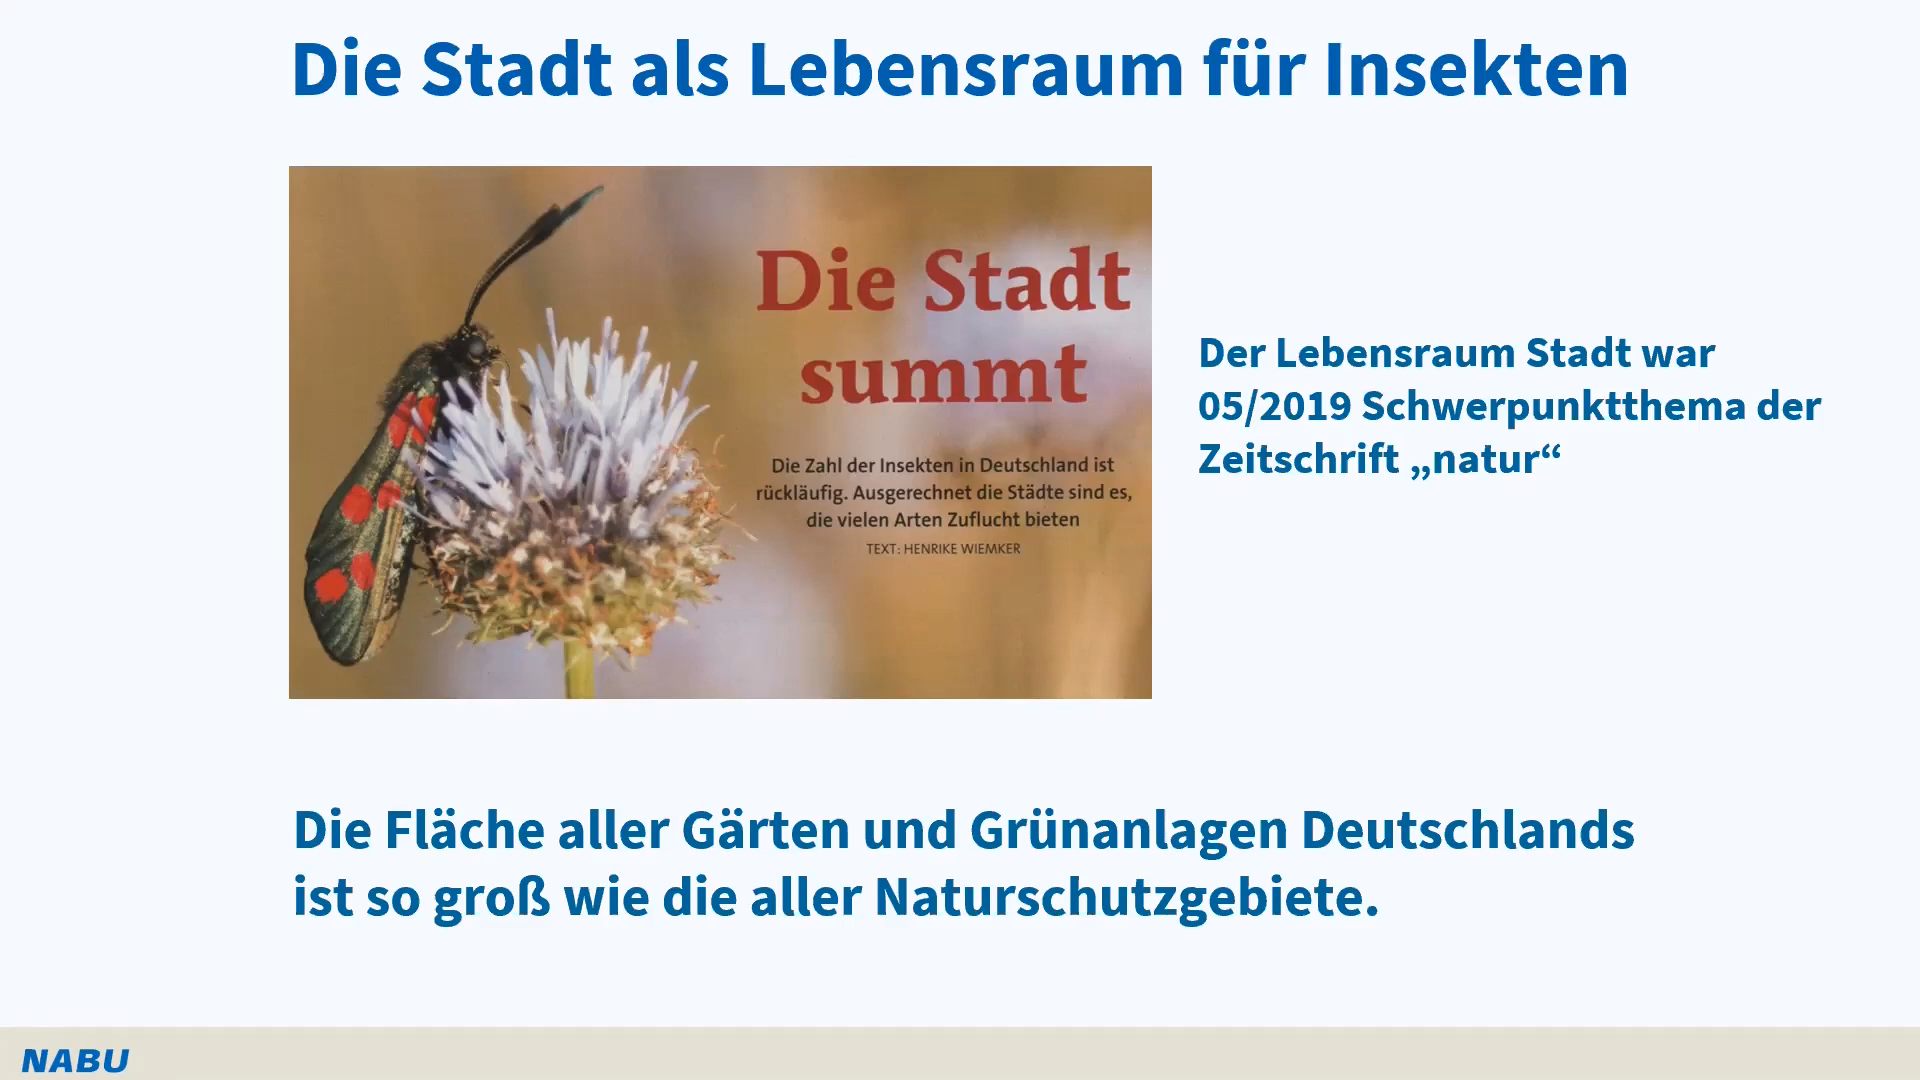 Die Stadt als Lebensraum für Insekten
Die Stadt
summt
Die Zahl der Insekten in Deutschland ist
rückläufig. Ausgerechnet die Städte sind es,
die vielen Arten Zuflucht bieten
TEXT: HENRIKE WIEMKER
Der Lebensraum Stadt war
05/2019 Schwerpunktthema der
Zeitschrift „natur“
Die Fläche aller Gärten und Grünanlagen Deutschlands
ist so groß wie die aller Naturschutzgebiete.
NABU